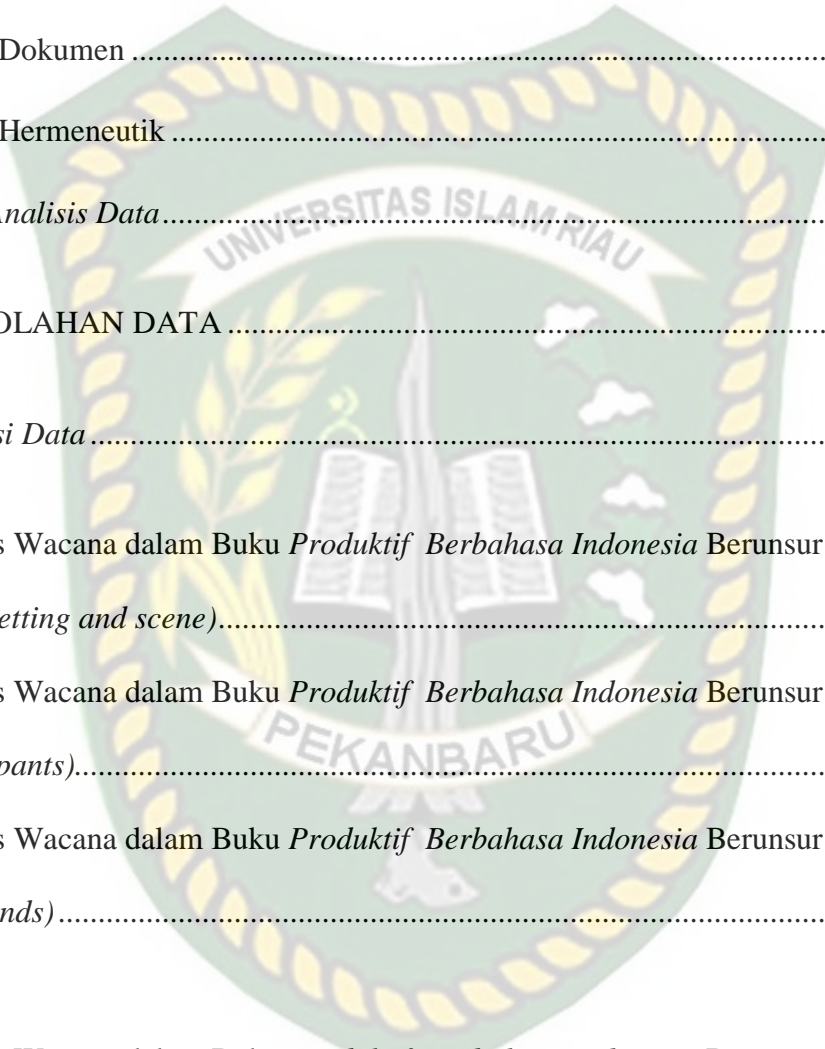 Dokumen ..........................................................................................
Hermeneutik ......................................................................................
nalisis Data.......................................................................................
UNIVERSITAS ISLAM RIAU
OLAHAN DATA ................................................................................
si Data ..............................................................................................
s Wacana dalam Buku Produktif Berbahasa Indonesia Berunsur
etting and scene)................................................................................
s Wacana dalam Buku Produktif Berbahasa Indonesia Berunsur
PEKANBARU
pants)................................................................................................
s Wacana dalam Buku Produktif Berbahasa Indonesia Berunsur
nds) ..................................................................................................